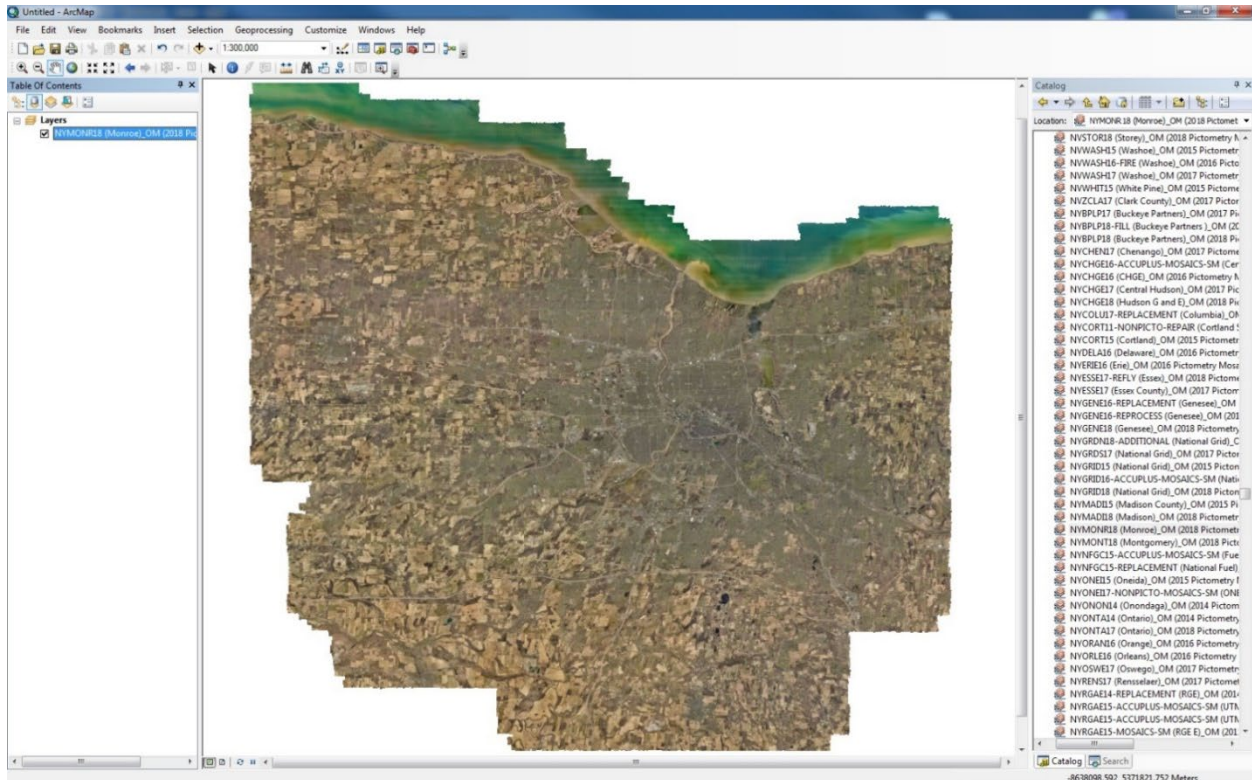 Untitled - ArcMap
File Edit View Bookmarks Insert Selection Geoprocessing Customize Windows Help
1:300,000
Table Of Contents
Layers
NYMONR18 (Monroe)_OM (2018 Pic
Catalog
Location: NYMONR18 (Monroe)_OM (2018 Pictomet
NVSTOR18 (Storey)_OM (2018 Pictometry M
NVWASH15 (Washoe)_OM (2015 Pictometry
NVWASH16-FIRE (Washoe)_OM (2016 Picto
NVWASH17 (Washoe)_OM (2017 Pictometr
NVWHIT15 (White Pine)_OM (2015 Pictome
NVZCLA17 (Clark County)_OM (2017 Pictor
NYBPLP17 (Buckeye Partners)_OM (2017 Pi
NYBPLP18-FILL (Buckeye Partners )_OM (20
NYBPLP18 (Buckeye Partners)_OM (2018 Pi
NYCHEN17 (Chenango)_OM (2017 Pictome
NYCHGE16-ACCUPLUS-MOSAICS-SM (Cer
NYCHGE16 (CHGE)_OM (2016 Pictometry M
NYCHGE17 (Central Hudson)_OM (2017 Pic
NYCHGE18 (Hudson G and E)_OM (2018 Pi
NYCOLU17-REPLACEMENT (Columbia)_OM
NYCORT11-NONPICTO-REPAIR (Cortland S
NYCORT15 (Cortland)_OM (2015 Pictometr
NYDELA16 (Delaware)_OM (2016 Pictometr
NYERIE16 (Erie)_OM (2016 Pictometry Mosa
NYESSE17-REFLY (Essex)_OM (2018 Pictome
NYESSE17 (Essex County)_OM (2017 Pictom
NYGENE16-REPLACEMENT (Genesee)_OM
NYGENE16-REPROCESS (Genesee)_OM (201
NYGENE18 (Genesee)_OM (2018 Pictometry
NYGRDN18-ADDITIONAL (National Grid)_O
NYGRDS17 (National Grid)_OM (2017 Pictor
NYGRID15 (National Grid)_OM (2015 Picton
NYGRID16-ACCUPLUS-MOSAICS-SM (Nati
NYGRID18 (National Grid)_OM (2018 Picton
NYMADI15 (Madison County)_OM (2015 Pi
NYMADI18 (Madison)_OM (2018 Pictometr
NYMONR18 (Monroe)_OM (2018 Pictometr
NYMONT18 (Montgomery)_OM (2018 Pict
NYNFGC15-ACCUPLUS-MOSAICS-SM (Fue
NYNFGC15-REPLACEMENT (National Fuel)
NYONEI15 (Oneida)_OM (2015 Pictometry M
NYONEI17-NONPICTO-MOSAICS-SM (ONE
NYONON14 (Onondaga)_OM (2014 Pictom
NYONTA14 (Ontario)_OM (2014 Pictometry
NYONTA17 (Ontario)_OM (2018 Pictometry
NYORAN16 (Orange)_OM (2016 Pictometry
NYORLE16 (Orleans)_OM (2016 Pictometry
NYOSWE17 (Oswego)_OM (2017 Pictometr
NYRENS17 (Rensselaer)_OM (2017 Pictomet
NYRGAE14-REPLACEMENT (RGE)_OM (201
NYRGAE15-ACCUPLUS-MOSAICS-SM (UTM
NYRGAE15-ACCUPLUS-MOSAICS-SM (UTM
NYRGAE15-MOSAICS-SM (RGE E)_OM (201
Catalog Search
-8638098.592 5371821.752 Meters